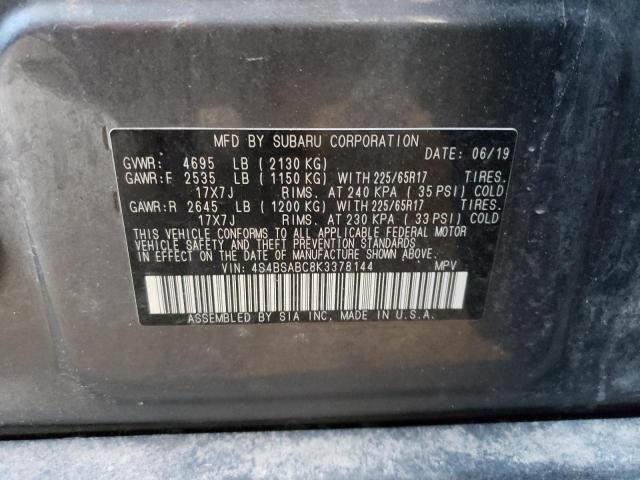 MFD BY SUBARU CORPORATION
GVWR: 4695 LB (2130 KG) DATE: 06/19
GAWR:F 2535 LB (1150 KG) WITH 225/65R17 TIRES.
17X7J RIMS. AT 240 KPA (35 PSI) COLD
GAWR:R 2645 LB (1200 KG) WITH 225/65R17 TIRES.
17X7J RIMS. AT 230 KPA (33 PSI) COLD
THIS VEHICLE CONFORMS TO ALL APPLICABLE FEDERAL MOTOR
VEHICLE SAFETY AND THEFT PREVENTION STANDARDS
IN EFFECT ON THE DATE OF MANUFACTURE SHOWN ABOVE.
VIN: 4S4BSABC8K3378144 MPV
ASSEMBLED BY SIA INC. MADE IN U.S.A.